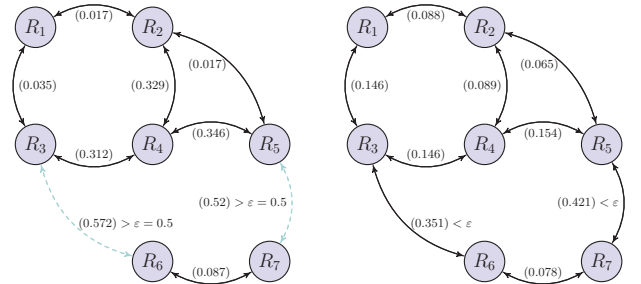 (0.017) (0.088)
R1 R2 R1 R2
(0.017) (0.065)
(0.035) (0.329) (0.146) (0.089)
(0.346) (0.154)
R3 R4 R5 R3 R4 R5
(0.312) (0.146)
(0.52) > ε = 0.5 (0.421) < ε
(0.572) > ε = 0.5 (0.351) < ε
R6 R7 R6 R7
(0.087) (0.078)